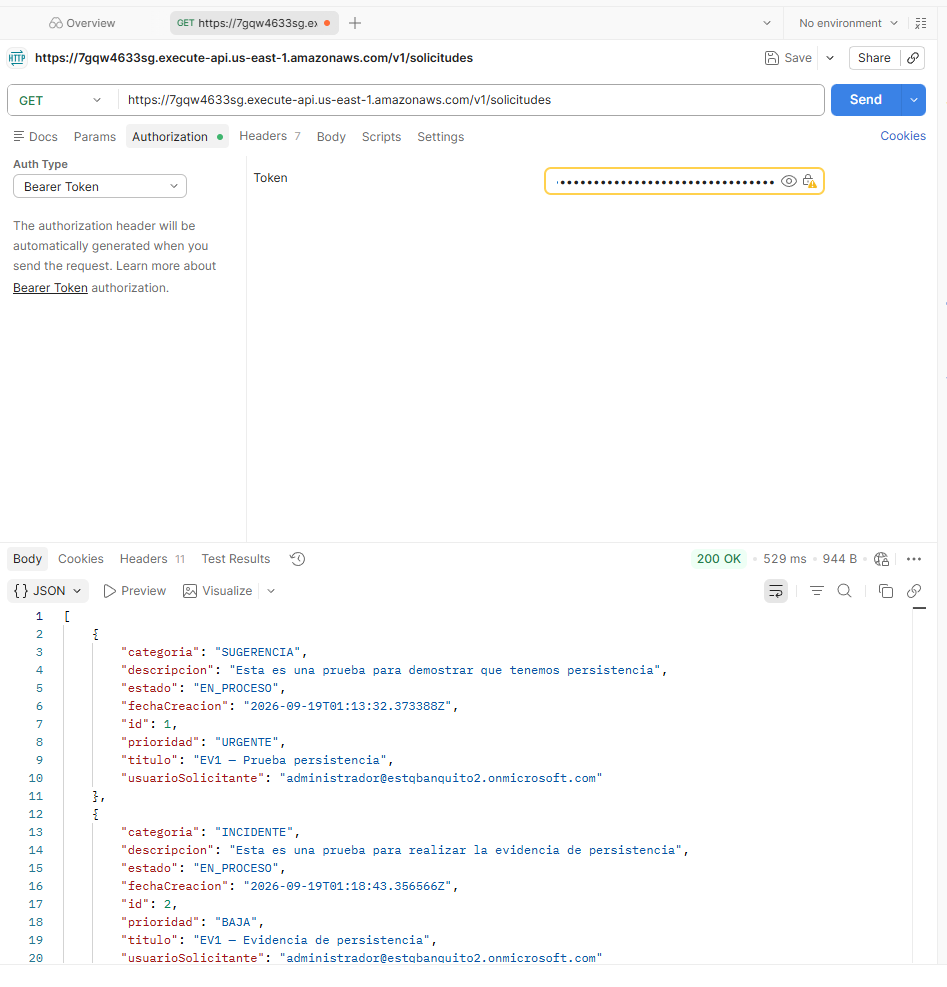 Overview
GET https://7gqw4633sg.ex
No environment
HTTP https://7gqw4633sg.execute-api.us-east-1.amazonaws.com/v1/solicitudes
Save
Share
GET
https://7gqw4633sg.execute-api.us-east-1.amazonaws.com/v1/solicitudes
Send
Docs Params Authorization Headers 7 Body Scripts Settings
Cookies
Auth Type
Bearer Token
The authorization header will be
automatically generated when you
send the request. Learn more about
Bearer Token authorization.
Token
Body Cookies Headers 11 Test Results
200 OK • 529 ms • 944 B
{} JSON Preview Visualize
1 [
2 {
3 "categoria": "SUGERENCIA",
4 "descripcion": "Esta es una prueba para demostrar que tenemos persistencia",
5 "estado": "EN_PROCESO",
6 "fechaCreacion": "2026-09-19T01:13:32.373388Z",
7 "id": 1,
8 "prioridad": "URGENTE",
9 "titulo": "EV1 — Prueba persistencia",
10 "usuarioSolicitante": "administrador@estqbanquito2.onmicrosoft.com"
11 },
12 {
13 "categoria": "INCIDENTE",
14 "descripcion": "Esta es una prueba para realizar la evidencia de persistencia",
15 "estado": "EN_PROCESO",
16 "fechaCreacion": "2026-09-19T01:18:43.356566Z",
17 "id": 2,
18 "prioridad": "BAJA",
19 "titulo": "EV1 — Evidencia de persistencia",
20 "usuarioSolicitante": "administrador@estqbanquito2.onmicrosoft.com"